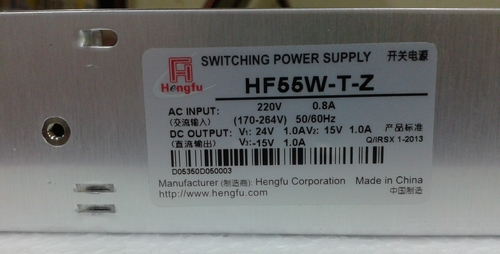 SWITCHING POWER SUPPLY 开关电源
Hengfu
HF55W-T-Z
AC INPUT: 220V 0.8A
(交流输入) (170-264V) 50/60Hz
DC OUTPUT: V1: 24V 1.0A V2: 15V 1.0A 产品标准
(直流输出) V3:-15V 1.0A Q/IRSX 1-2013
D05350D050003
Manufacturer (制造商): Hengfu Corporation Made in China
http://www.hengfu.com 中国制造